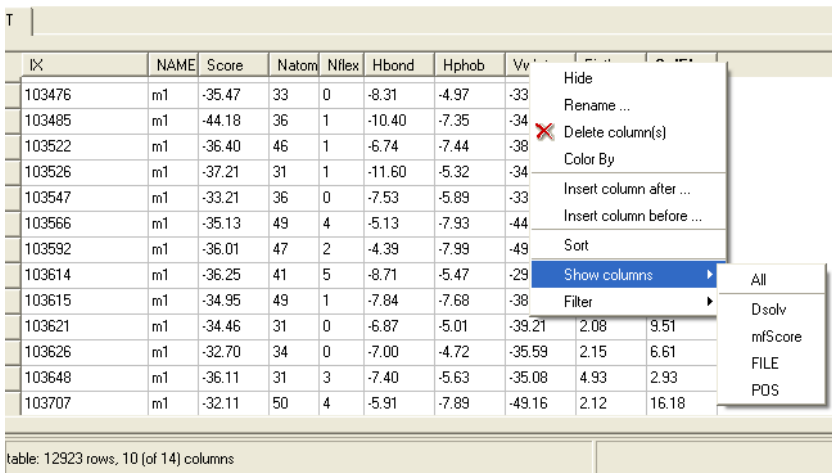 T
IX NAME Score Natom Nflex Hbond Hphob
103476 m1 -35.47 33 0 -8.31 -4.97 -33
103485 m1 -44.18 36 1 -10.40 -7.35 -34
103522 m1 -36.40 46 1 -6.74 -7.44 -38
103526 m1 -37.21 31 1 -11.60 -5.32 -34
103547 m1 -33.21 36 0 -7.53 -5.89 -33
103566 m1 -35.13 49 4 -5.13 -7.93 -44
103592 m1 -36.01 47 2 -4.39 -7.99 -49
103614 m1 -36.25 41 5 -8.71 -5.47 -29
103615 m1 -34.95 49 1 -7.84 -7.68 -38
103621 m1 -34.46 31 0 -6.87 -5.01 -39.21 2.08 9.51
103626 m1 -32.70 34 0 -7.00 -4.72 -35.59 2.15 6.61
103648 m1 -36.11 31 3 -7.40 -5.63 -35.08 4.93 2.93
103707 m1 -32.11 50 4 -5.91 -7.89 -49.16 2.12 16.18
Hide
Rename ...
Delete column(s)
Color By
Insert column after ...
Insert column before ...
Sort
Show columns
Filter
All
Dsolv
mfScore
FILE
POS
table: 12923 rows, 10 (of 14) columns